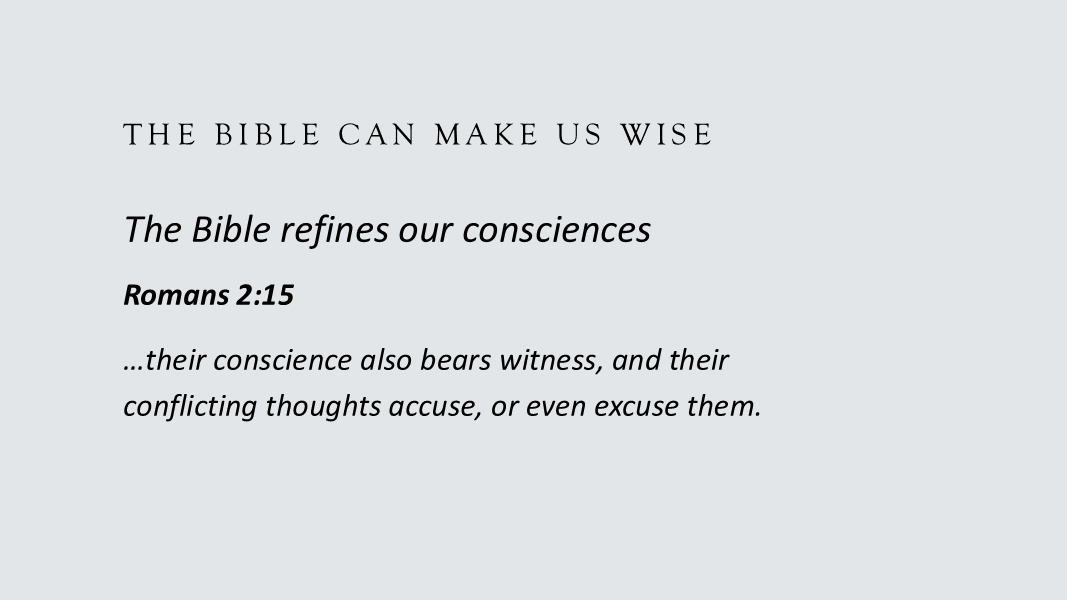 THE BIBLE CAN MAKE US WISE
The Bible refines our consciences
Romans 2:15
...their conscience also bears witness, and their
conflicting thoughts accuse, or even excuse them.